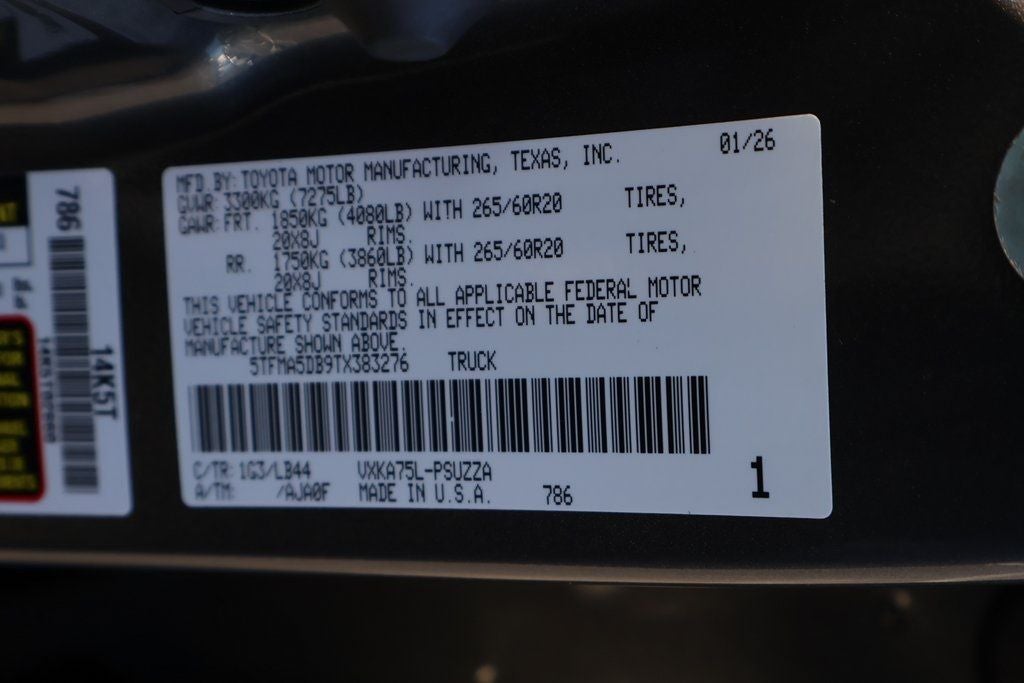 MFD BY: TOYOTA MOTOR MANUFACTURING, TEXAS, INC. 01/26
GVWR: 3300KG (7275LB)
GAWR: FRT. 1850KG (4080LB) WITH 265/60R20 TIRES,
20X8J RIMS.
RR. 1750KG (3860LB) WITH 265/60R20 TIRES,
20X8J RIMS.
THIS VEHICLE CONFORMS TO ALL APPLICABLE FEDERAL MOTOR
VEHICLE SAFETY STANDARDS IN EFFECT ON THE DATE OF
MANUFACTURE SHOWN ABOVE.
5TFMA5DB9TX383276 TRUCK
C/TR: 1G3/LB44 VXKA75L-PSUZZA
A/TM: /AJA0F MADE IN U.S.A. 786
1
786
14K5T